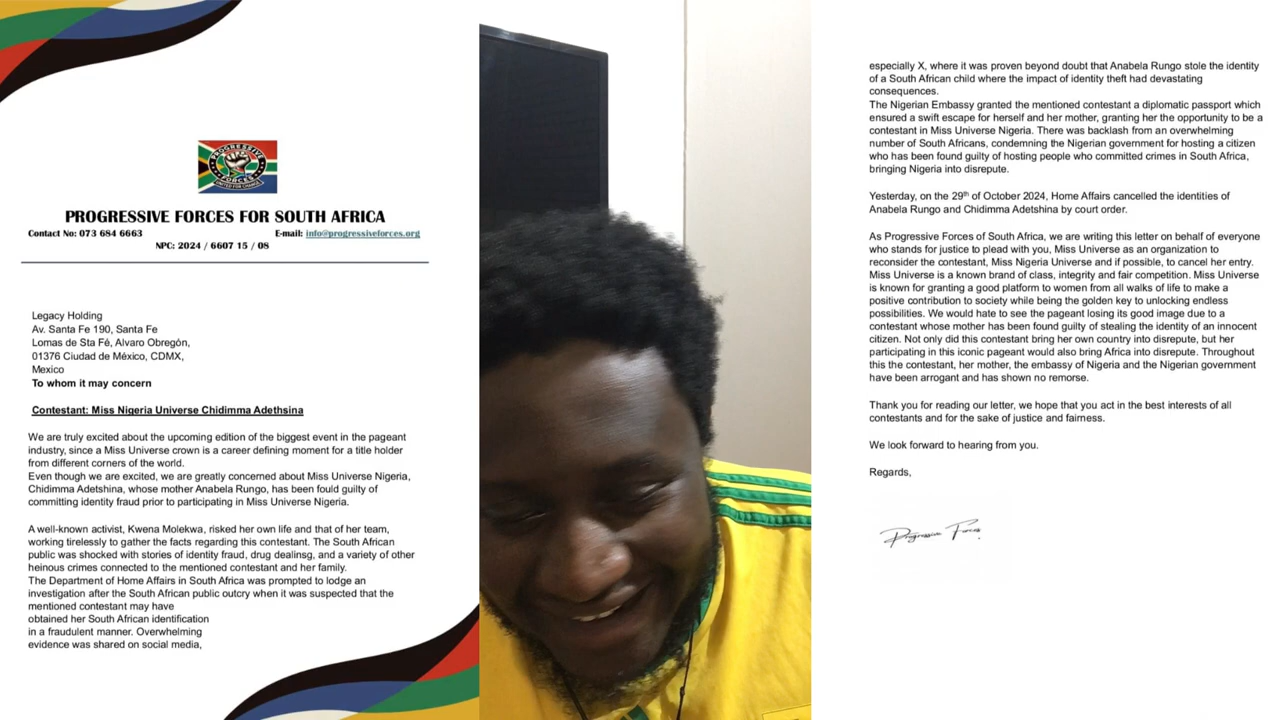 PROGRESSIVE
FORCES
UNITED FOR CHANGE
PROGRESSIVE FORCES FOR SOUTH AFRICA
Contact No: 073 684 6663 E-mail: info@progressiveforces.org
NPC: 2024 / 6607 15 / 08
Legacy Holding
Av. Santa Fe 190, Santa Fe
Lomas de Sta Fé, Alvaro Obregón,
01376 Ciudad de México, CDMX,
Mexico
To whom it may concern
Contestant: Miss Nigeria Universe Chidimma Adethsina
We are truly excited about the upcoming edition of the biggest event in the pageant
industry, since a Miss Universe crown is a career defining moment for a title holder
from different corners of the world.
Even though we are excited, we are greatly concerned about Miss Universe Nigeria,
Chidimma Adetshina, whose mother Anabela Rungo, has been fould guilty of
committing identity fraud prior to participating in Miss Universe Nigeria.
A well-known activist, Kwena Molekwa, risked her own life and that of her team,
working tirelessly to gather the facts regarding this contestant. The South African
public was shocked with stories of identity fraud, drug dealinsg, and a variety of other
heinous crimes connected to the mentioned contestant and her family.
The Department of Home Affairs in South Africa was prompted to lodge an
investigation after the South African public outcry when it was suspected that the
mentioned contestant may have
obtained her South African identification
in a fraudulent manner. Overwhelming
evidence was shared on social media,
especially X, where it was proven beyond doubt that Anabela Rungo stole the identity
of a South African child where the impact of identity theft had devastating
consequences.
The Nigerian Embassy granted the mentioned contestant a diplomatic passport which
ensured a swift escape for herself and her mother, granting her the opportunity to be a
contestant in Miss Universe Nigeria. There was backlash from an overwhelming
number of South Africans, condemning the Nigerian government for hosting a citizen
who has been found guilty of hosting people who committed crimes in South Africa,
bringing Nigeria into disrepute.
Yesterday, on the 29th of October 2024, Home Affairs cancelled the identities of
Anabela Rungo and Chidimma Adetshina by court order.
As Progressive Forces of South Africa, we are writing this letter on behalf of everyone
who stands for justice to plead with you, Miss Universe as an organization to
reconsider the contestant, Miss Nigeria Universe and if possible, to cancel her entry.
Miss Universe is a known brand of class, integrity and fair competition. Miss Universe
is known for granting a good platform to women from all walks of life to make a
positive contribution to society while being the golden key to unlocking endless
possibilities. We would hate to see the pageant losing its good image due to a
contestant whose mother has been found guilty of stealing the identity of an innocent
citizen. Not only did this contestant bring her own country into disrepute, but her
participating in this iconic pageant would also bring Africa into disrepute. Throughout
this the contestant, her mother, the embassy of Nigeria and the Nigerian government
have been arrogant and has shown no remorse.
Thank you for reading our letter, we hope that you act in the best interests of all
contestants and for the sake of justice and fairness.
We look forward to hearing from you.
Regards,
Progressive Forces.